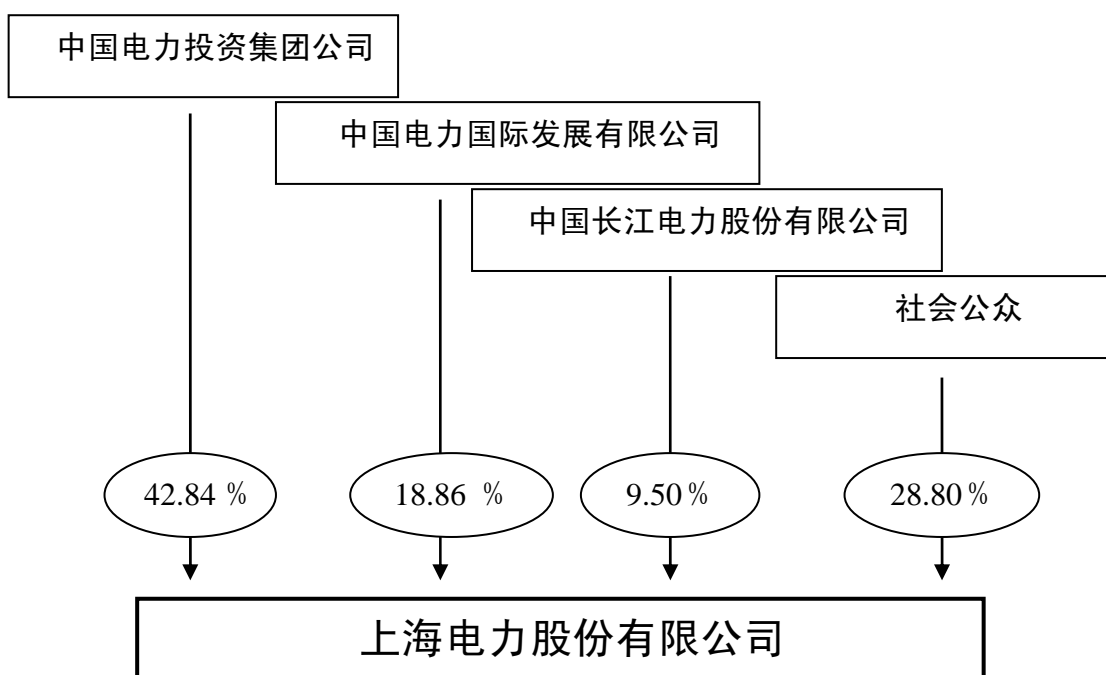 中国电力投资集团公司
中国电力国际发展有限公司
中国长江电力股份有限公司
社会公众
42.84 %
18.86 %
9.50%
28.80%
上海电力股份有限公司